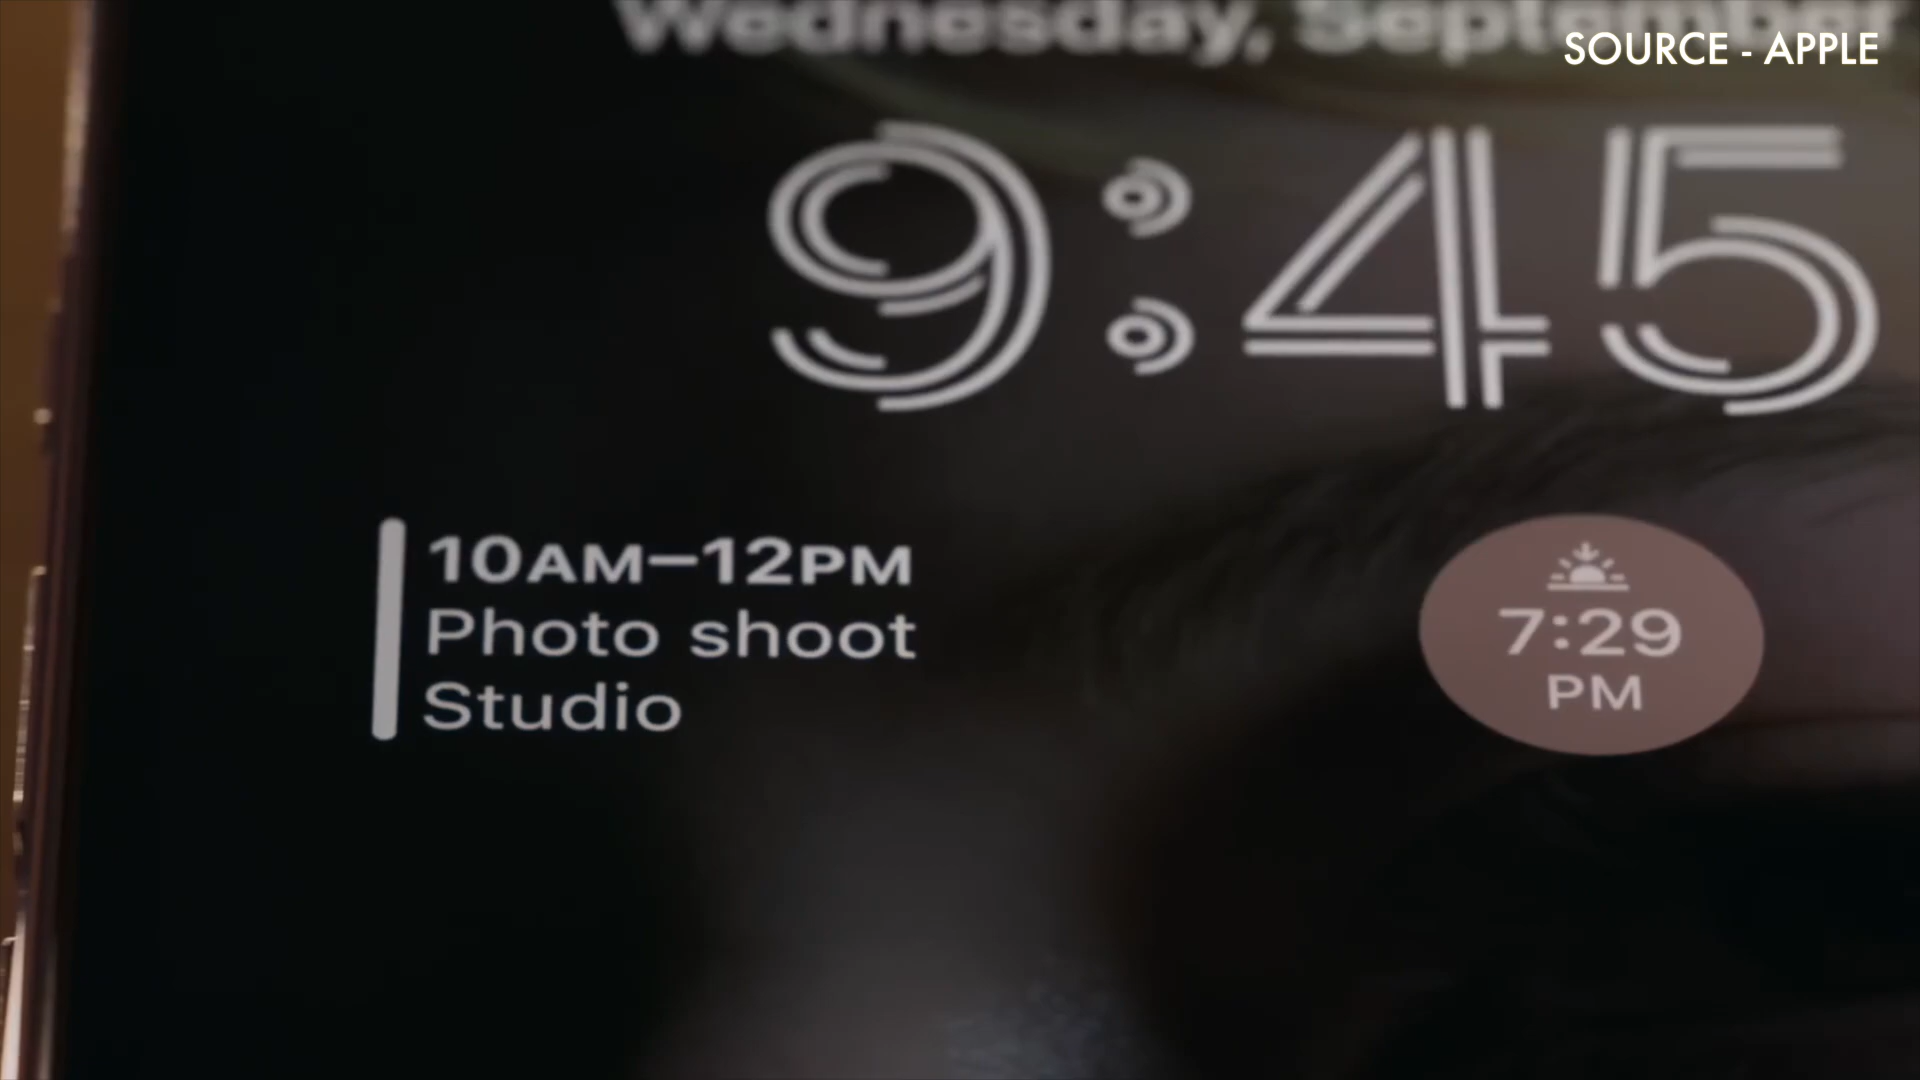 Wednesday, September
SOURCE - APPLE
9:45
10AM–12PM
Photo shoot
Studio
7:29
PM